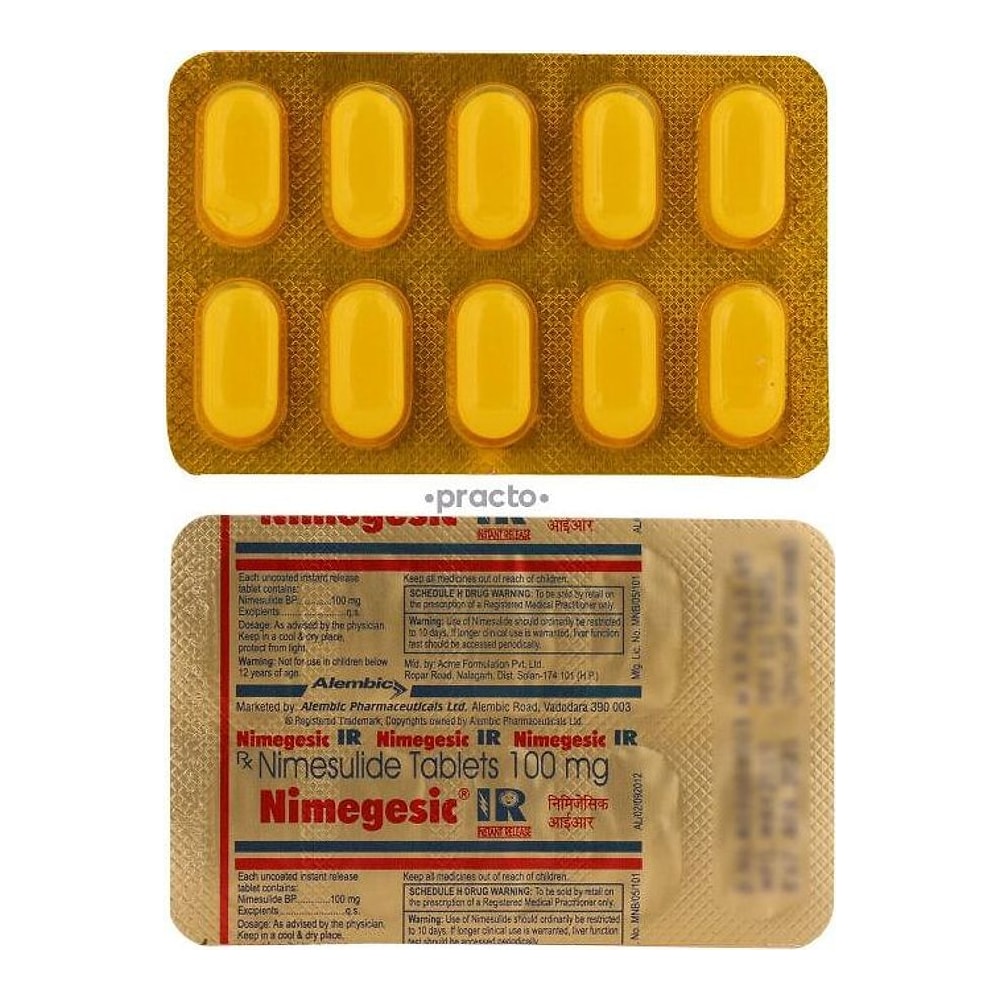 •practo•
Nimegesic IR
आईआर
INSTANT RELEASE
Each uncoated instant release
tablet contains:
Nimesulide BP...........100 mg
Excipients......................q.s.
Dosage: As advised by the physician.
Keep in a cool & dry place,
protect from light.
Warning: Not for use in children below
12 years of age.
Keep all medicines out of reach of children.
SCHEDULE H DRUG WARNING: To be sold by retail on
the prescription of a Registered Medical Practitioner only.
Warning: Use of Nimesulide should ordinarily be restricted
to 10 days. If longer clinical use is warranted, liver function
test should be accessed periodically.
Mfd. by: Acme Formulation Pvt. Ltd.
Ropar Road, Nalagarh, Dist. Solan-174 101 (H.P.)
Mfg. Lic. No. MNB/05/101
Alembic
Marketed by: Alembic Pharmaceuticals Ltd. Alembic Road, Vadodara 390 003
® Registered Trademark, Copyrights owned by Alembic Pharmaceuticals Ltd.
Nimegesic IR Nimegesic IR Nimegesic IR
Rx Nimesulide Tablets 100 mg
Nimegesic® IR
निमिजेसिक
आईआर
INSTANT RELEASE
AL/02/092012
Each uncoated instant release
tablet contains:
Nimesulide BP...........100 mg
Excipients......................q.s.
Dosage: As advised by the physician.
Keep in a cool & dry place,
Keep all medicines out of reach of children.
SCHEDULE H DRUG WARNING: To be sold by retail on
the prescription of a Registered Medical Practitioner only.
Warning: Use of Nimesulide should ordinarily be restricted
to 10 days. If longer clinical use is warranted, liver function
test should be accessed periodically.
No. MNB/05/101